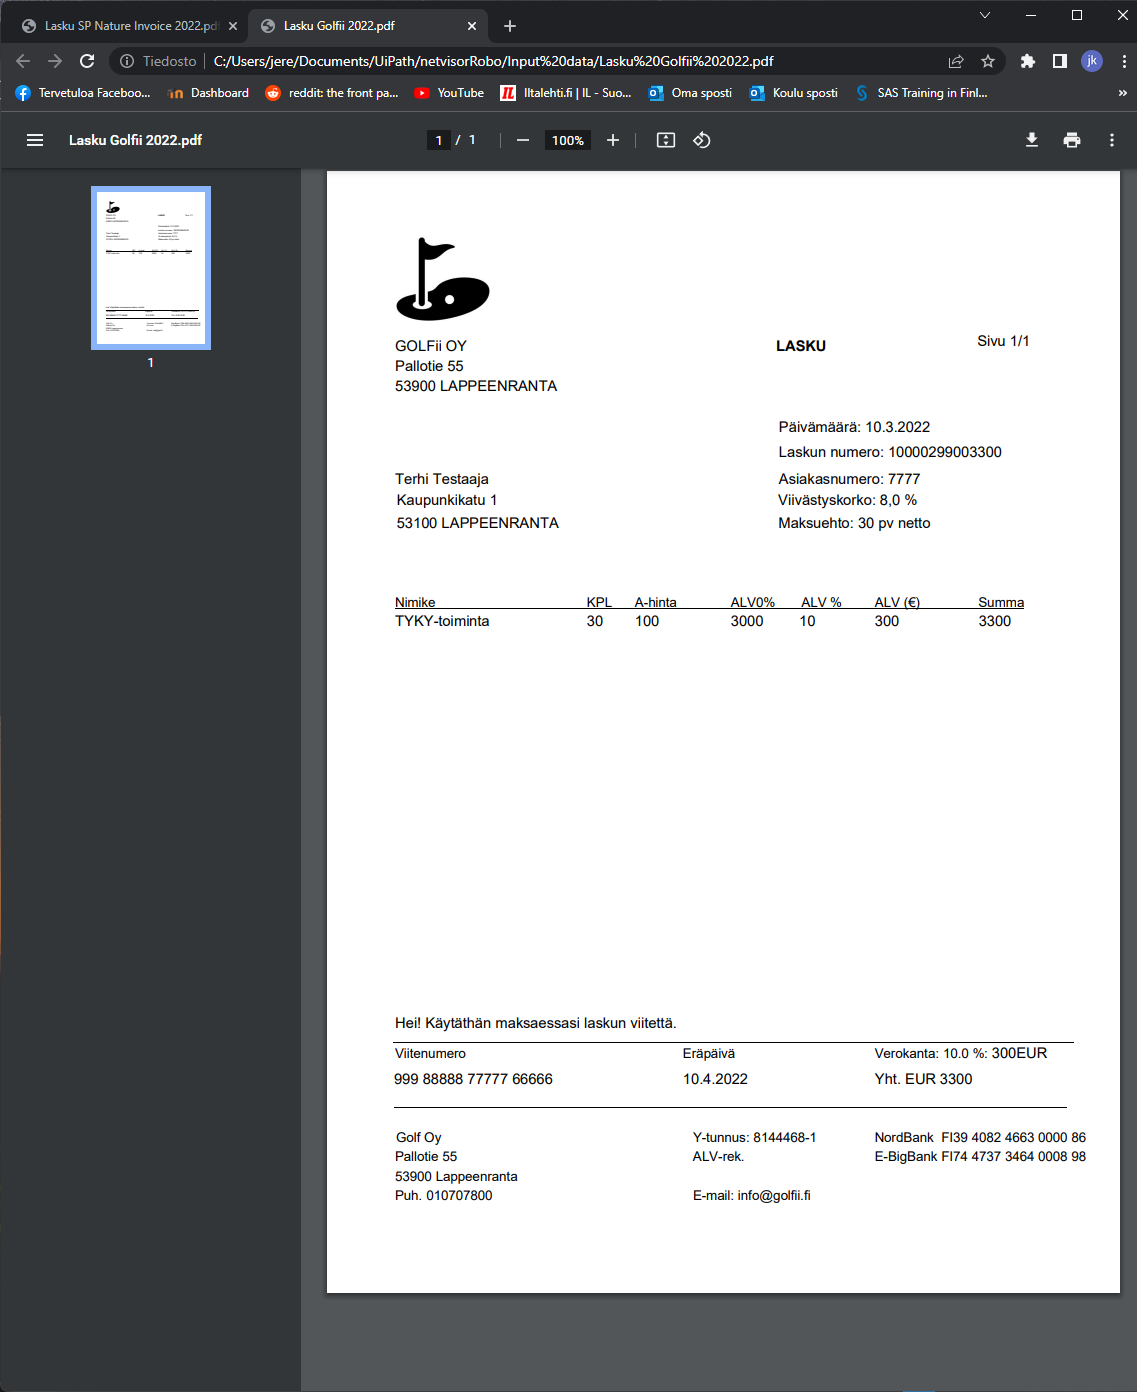 Lasku SP Nature Invoice 2022.pd
Lasku Golfii 2022.pdf
Tiedosto
C:/Users/jere/Documents/UiPath/netvisorRobo/Input%20data/Lasku%20Golfii%202022.pdf
jk
Tervetuloa Faceboo...
Dashboard
reddit: the front pa...
YouTube
IL
Iltalehti.fi | IL - Suo...
Oma sposti
Koulu sposti
SAS Training in Finl...
»
Lasku Golfii 2022.pdf
1 / 1
100%
1
GOLFii OY
LASKU
Sivu 1/1
Pallotie 55
53900 LAPPEENRANTA
Päivämäärä: 10.3.2022
Laskun numero: 10000299003300
Terhi Testaaja
Asiakasnumero: 7777
Kaupunkikatu 1
Viivästyskorko: 8,0 %
53100 LAPPEENRANTA
Maksuehto: 30 pv netto
Nimike KPL A-hinta ALV0% ALV % ALV (€) Summa
TYKY-toiminta 30 100 3000 10 300 3300
Hei! Käytäthän maksaessasi laskun viitettä.
Viitenumero Eräpäivä Verokanta: 10.0 %: 300EUR
999 88888 77777 66666 10.4.2022 Yht. EUR 3300
Golf Oy Y-tunnus: 8144468-1 NordBank FI39 4082 4663 0000 86
Pallotie 55 ALV-rek. E-BigBank FI74 4737 3464 0008 98
53900 Lappeenranta
Puh. 010707800 E-mail: info@golfii.fi